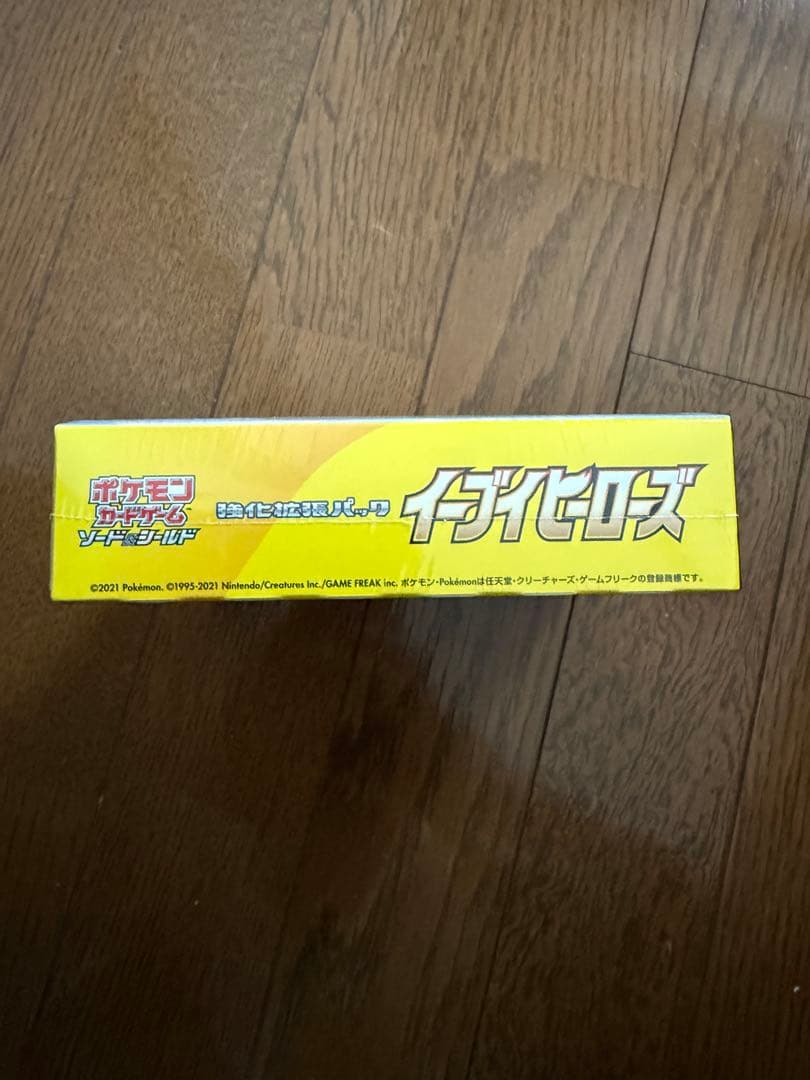 ポケモン
カードゲーム
ソード&シールド
強化拡張パック
イーブイヒーローズ
©2021 Pokémon. ©1995-2021 Nintendo/Creatures Inc./GAME FREAK inc. ポケモン・Pokémonは任天堂・クリーチャーズ・ゲームフリークの登録商標です。